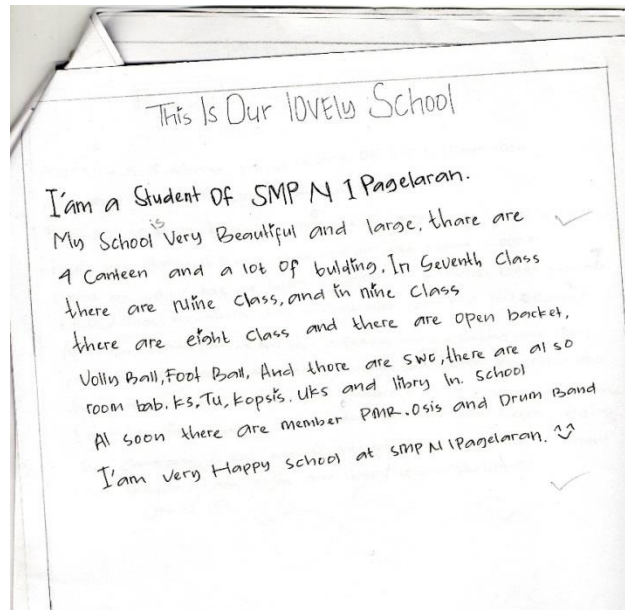 This Is Our lOVELy School
I'am a Student Of SMP N 1 Pagelaran.
My School is Very Beautiful and large, thare are
4 Canteen and a lot Of bulding. In Seventh Class
there are nine Class, and in nine Class
there are eight Class and there are open backet,
Volly Ball, Foot Ball, And thore are swc, there are al so
room bab. Ks, Tu, Kopsis. Uks and libry In. School
Al soon there are member PMR. Osis and Drum Band
I'am very Happy school at SMP N 1 Pagelaran. ^^